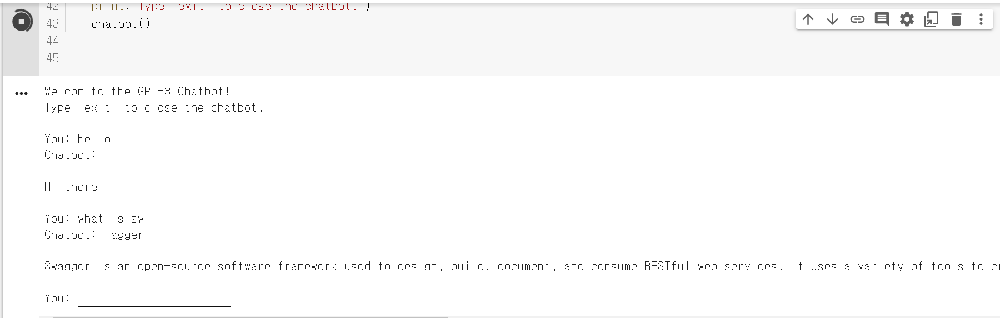 42 print( Type 'exit' to close the chatbot. )
43 chatbot()
44
45
Welcom to the GPT-3 Chatbot!
Type 'exit' to close the chatbot.
You: hello
Chatbot:
Hi there!
You: what is sw
Chatbot: agger
Swagger is an open-source software framework used to design, build, document, and consume RESTful web services. It uses a variety of tools to
You: